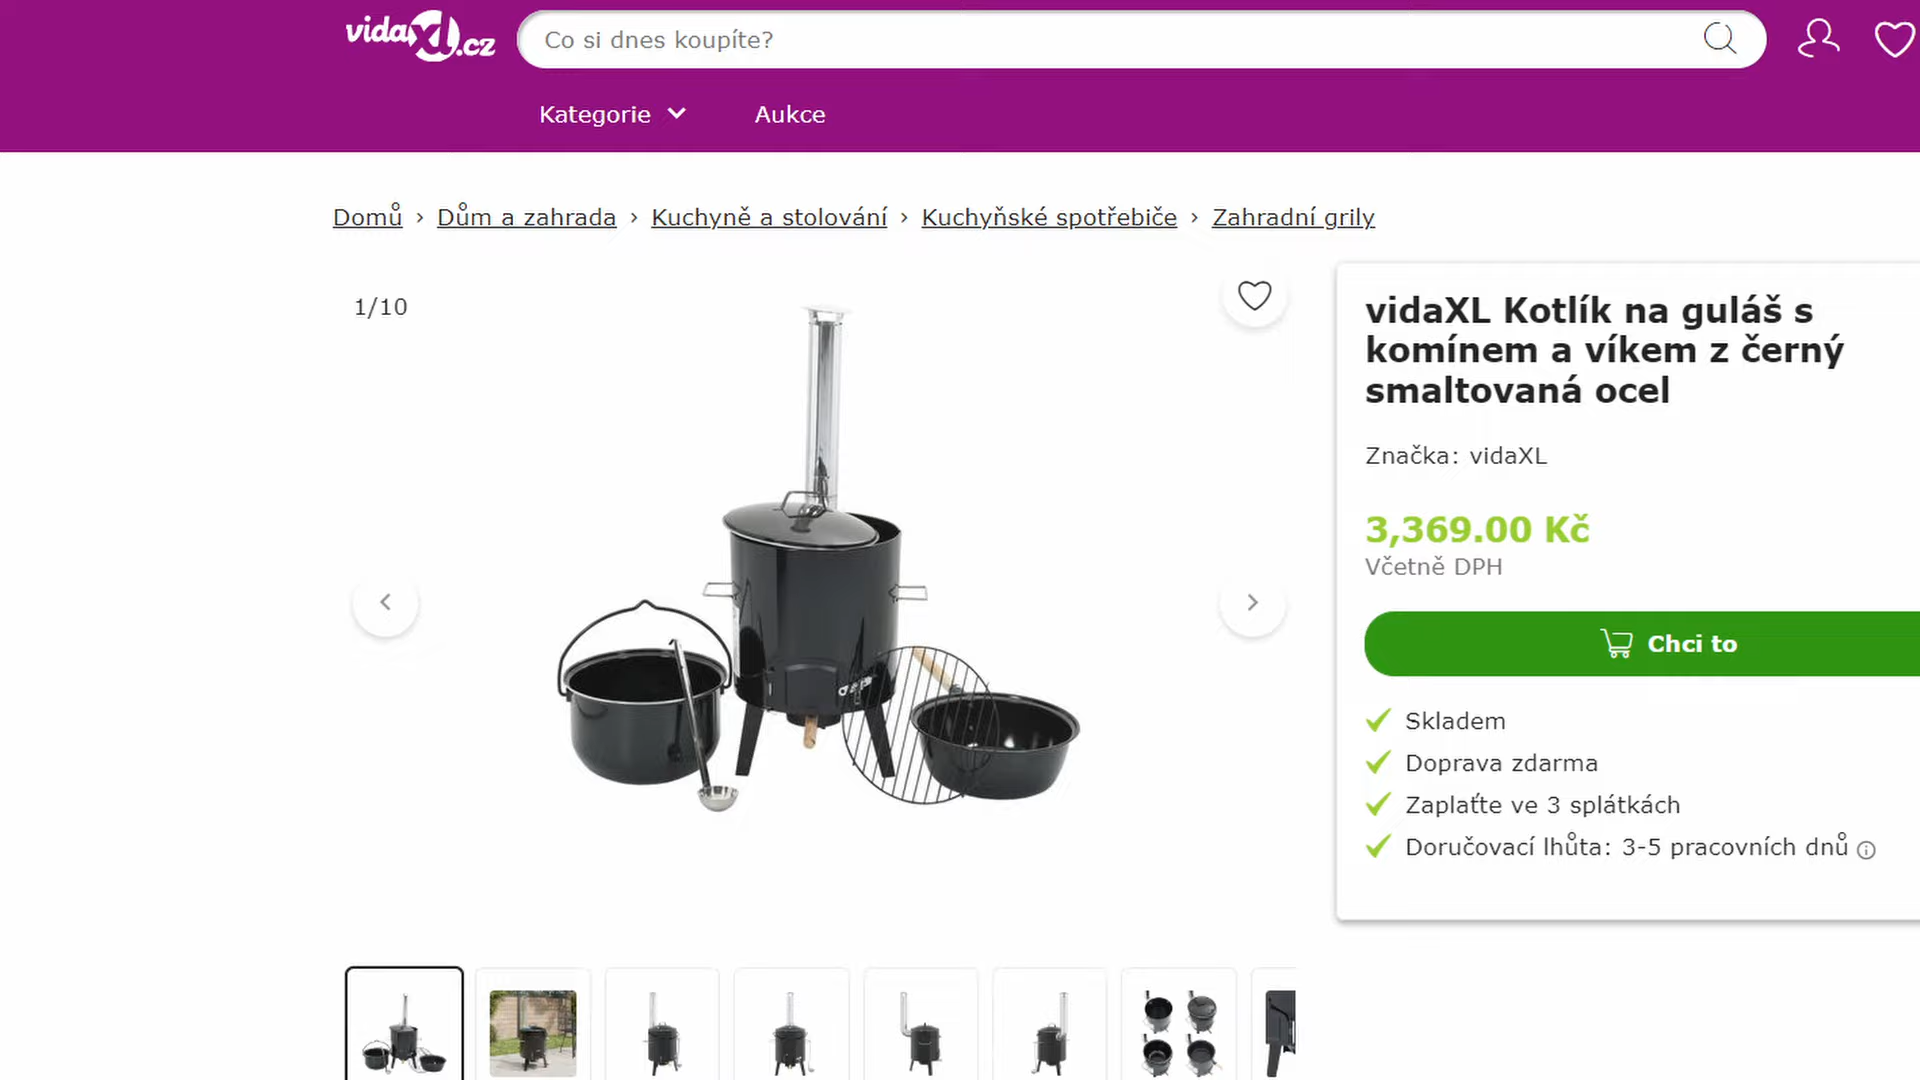 vidaXL.cz
Co si dnes koupíte?
Kategorie
Aukce
Domů › Dům a zahrada › Kuchyně a stolování › Kuchyňské spotřebiče › Zahradní grily
1/10
vidaXL Kotlík na guláš s
komínem a víkem z černý
smaltovaná ocel
Značka: vidaXL
3,369.00 Kč
Včetně DPH
Chci to
Skladem
Doprava zdarma
Zaplaťte ve 3 splátkách
Doručovací lhůta: 3-5 pracovních dnů